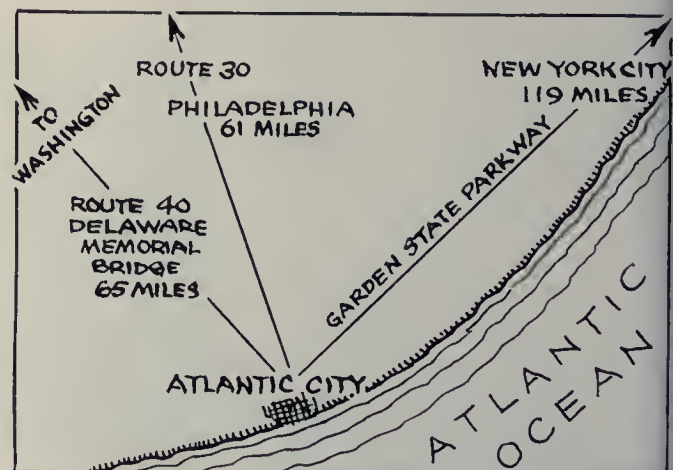 ROUTE 30
PHILADELPHIA
61 MILES
NEW YORK CITY
119 MILES
TO
WASHINGTON
ROUTE 40
DELAWARE
MEMORIAL
BRIDGE
65 MILES
GARDEN STATE PARKWAY
ATLANTIC CITY
ATLANTIC
OCEAN